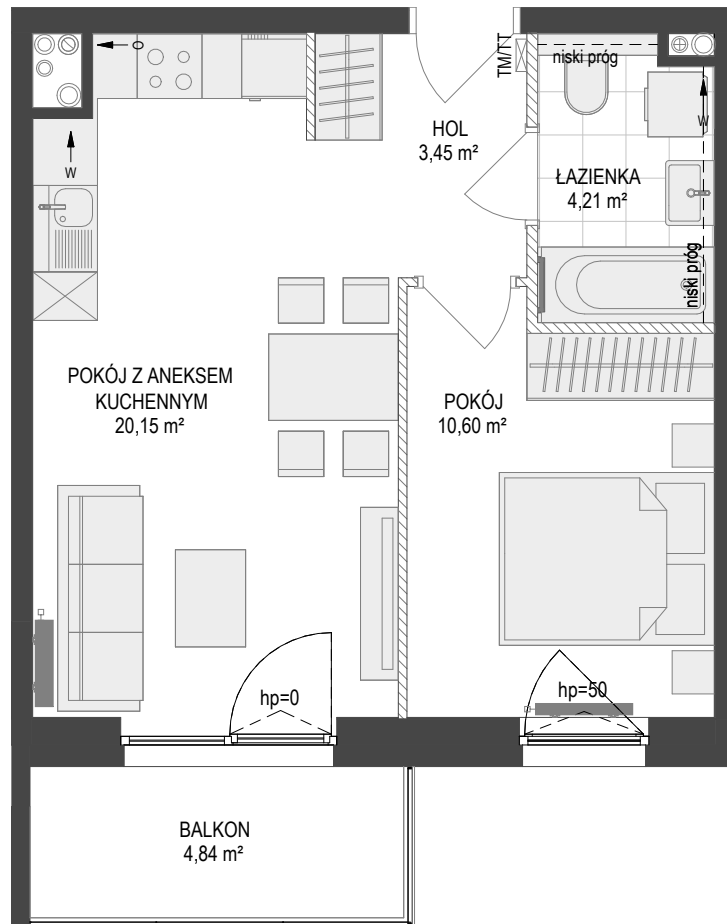 O
TM/TT
niski próg
W
W
HOL
3,45 m²
ŁAZIENKA
4,21 m²
niski próg
POKÓJ Z ANEKSEM
KUCHENNYM
20,15 m²
POKÓJ
10,60 m²
hp=0
hp=50
BALKON
4,84 m²